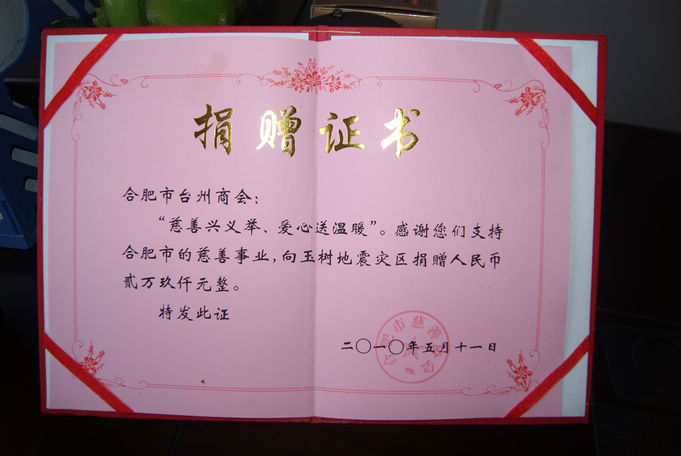 捐赠证书
合肥市台州商会：
“慈善兴义举、爱心送温暖”。感谢您们支持
合肥市的慈善事业，向玉树地震灾区捐赠人民币
贰万玖仟元整。
特发此证
二〇一〇年五月十一日